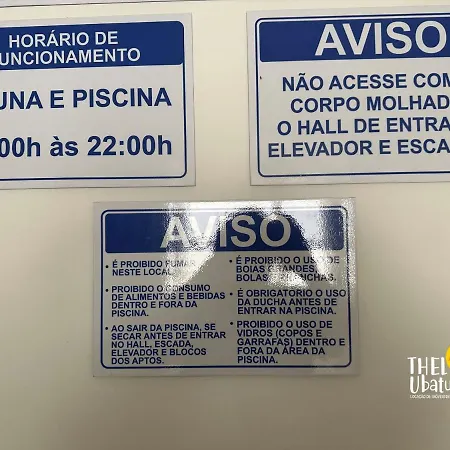 HORÁRIO DE
UNCIONAMENTO
UNA E PISCINA
00h às 22:00h
AVISO
NÃO ACESSE COM
CORPO MOLHAD
O HALL DE ENTRA
ELEVADOR E ESCA
AVISO
• É PROIBIDO FUMAR
NESTE LOCAL.
• PROIBIDO O CONSUMO
DE ALIMENTOS E BEBIDAS
DENTRO E FORA DA
PISCINA.
• AO SAIR DA PISCINA, SE
SECAR ANTES DE ENTRAR
NO HALL, ESCADA,
ELEVADOR E BLOCOS
DOS APTOS.
• É PROIBIDO O USO DE
BOIAS GRANDES,
BOLAS
• É OBRIGATÓRIO O USO
DA DUCHA ANTES DE
ENTRAR NA PISCINA.
• PROIBIDO O USO DE
VIDROS (COPOS E
GARRAFAS) DENTRO E
FORA DA ÁREA DA
PISCINA.
THEL
Ubatu